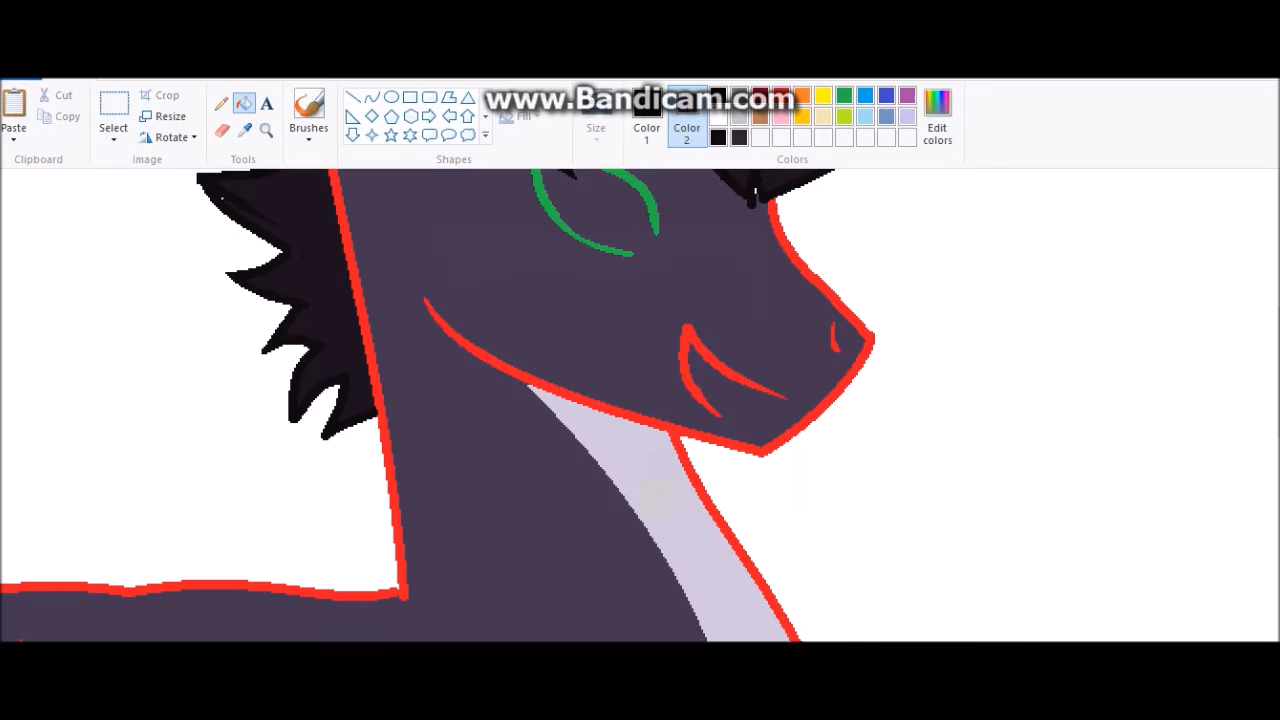 www.Bandicam.com
Cut
Copy
Paste
Clipboard
Select
Crop
Resize
Rotate
Image
A
Tools
Brushes
Shapes
Fill
Size
Color 1
Color 2
Colors
Edit colors